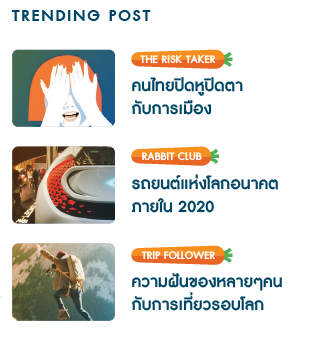 TRENDING POST
THE RISK TAKER
คนไทยปิดหูปิดตา
กับการเมือง
RABBIT CLUB
รถยนต์แห่งโลกอนาคต
ภายใน 2020
TRIP FOLLOWER
ความฝันของหลายๆคน
กับการเที่ยวรอบโลก